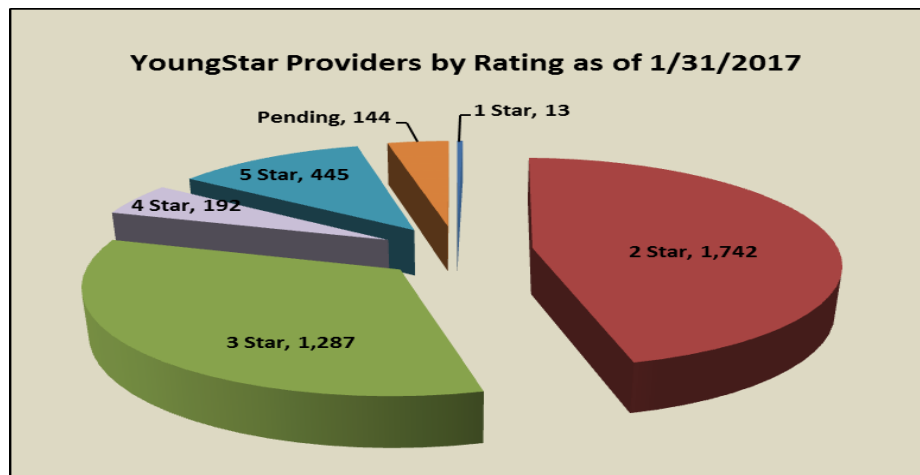 YoungStar Providers by Rating as of 1/31/2017
Pending, 144
1 Star, 13
5 Star, 445
4 Star, 192
2 Star, 1,742
3 Star, 1,287